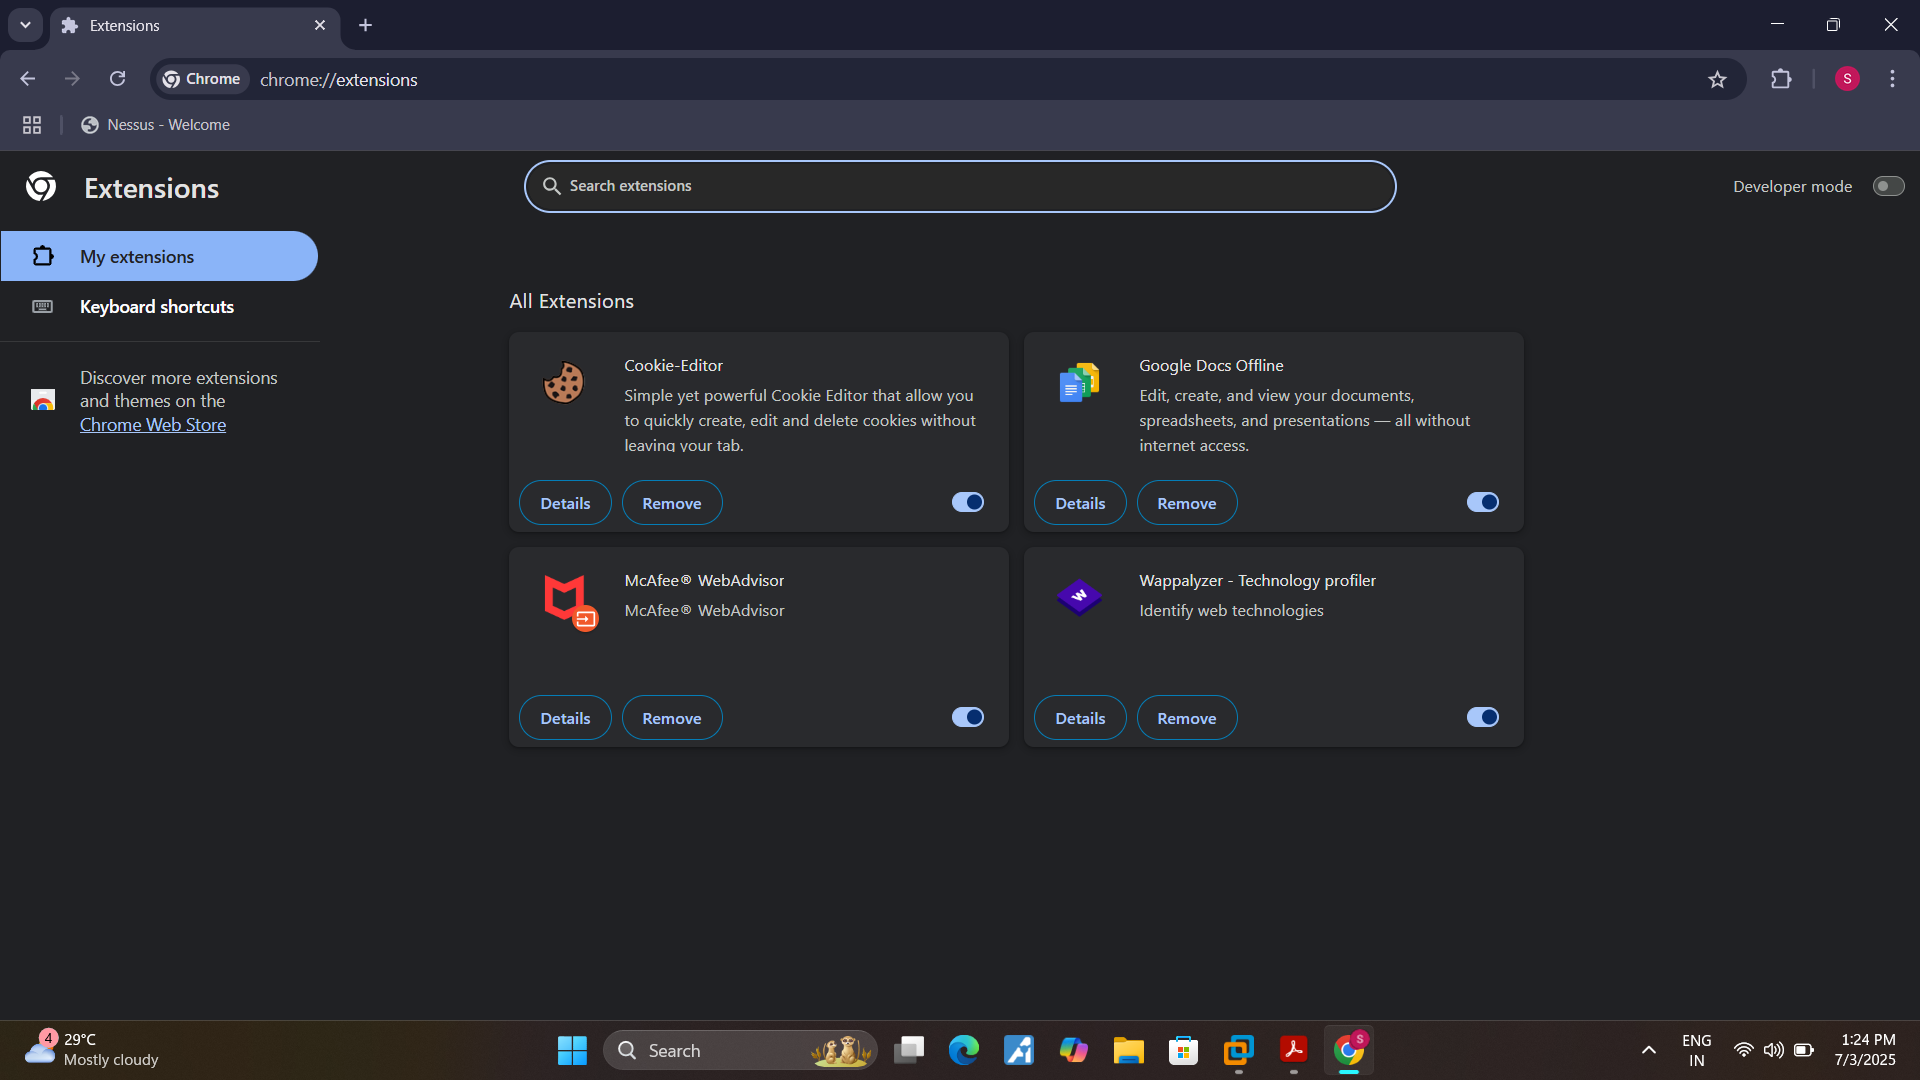 Extensions
Chrome
chrome://extensions
S
Nessus - Welcome
Extensions
Search extensions
Developer mode
My extensions
Keyboard shortcuts
Discover more extensions
and themes on the
Chrome Web Store
All Extensions
Cookie-Editor
Simple yet powerful Cookie Editor that allow you
to quickly create, edit and delete cookies without
leaving your tab.
Details
Remove
Google Docs Offline
Edit, create, and view your documents,
spreadsheets, and presentations — all without
internet access.
Details
Remove
McAfee® WebAdvisor
McAfee® WebAdvisor
Details
Remove
W
Wappalyzer - Technology profiler
Identify web technologies
Details
Remove
4
29°C
Mostly cloudy
Search
S
ENG
IN
1:24 PM
7/3/2025